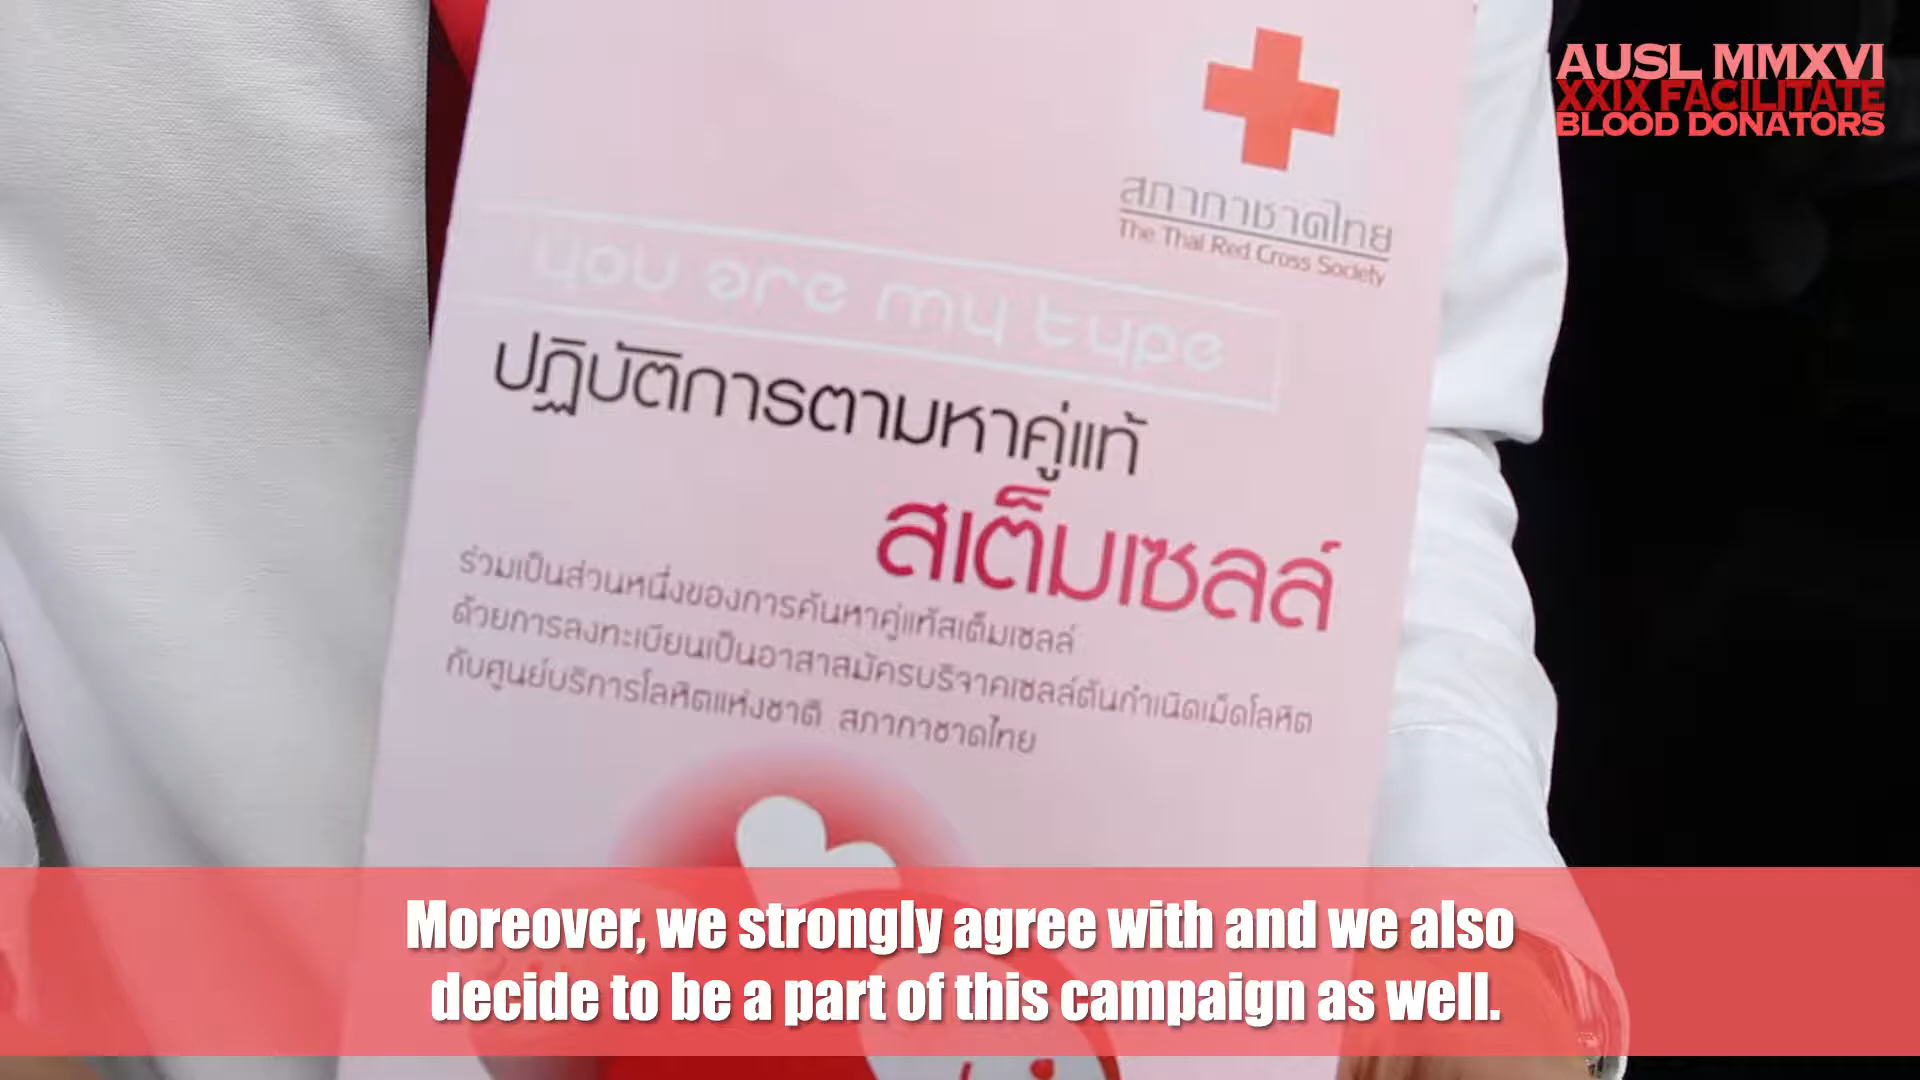 AUSL MMXVI
XXIX FACILITATE
BLOOD DONATORS
สภากาชาดไทย
The Thai Red Cross Society
you are my type
ปฏิบัติการตามหาคู่แท้
สเต็มเซลล์
ร่วมเป็นส่วนหนึ่งของการค้นหาคู่แท้สเต็มเซลล์
ด้วยการลงทะเบียนเป็นอาสาสมัครบริจาคเซลล์ต้นกำเนิดเม็ดโลหิต
กับศูนย์บริการโลหิตแห่งชาติ สภากาชาดไทย
Moreover, we strongly agree with and we also
decide to be a part of this campaign as well.